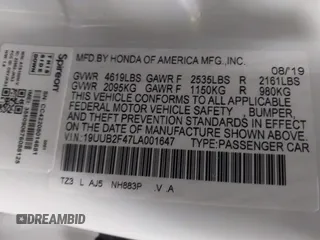 Spireon
MFD.BY HONDA OF AMERICA MFG.,INC.
08/'19
GVWR 4619LBS GAWR F 2535LBS R 2161LBS
GVWR 2095KG GAWR F 1150KG R 980KG
THIS VEHICLE CONFORMS TO ALL APPLICABLE
FEDERAL MOTOR VEHICLE SAFETY, BUMPER,
AND THEFT PREVENTION STANDARDS IN EFFECT
ON THE DATE OF MANUFACTURE SHOWN ABOVE.
V.I.N:19UUB2F47LA001647 TYPE:PASSENGER CAR
TZ3 L AJ5 NH883P .V .A
DREAMBID